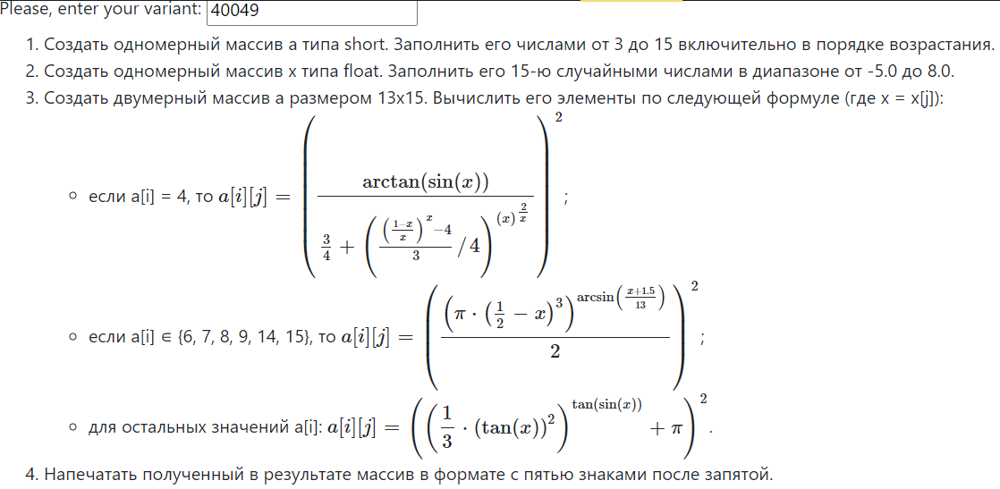 Please, enter your variant: 40049
1. Создать одномерный массив a типа short. Заполнить его числами от 3 до 15 включительно в порядке возрастания.
2. Создать одномерный массив x типа float. Заполнить его 15-ю случайными числами в диапазоне от -5.0 до 8.0.
3. Создать двумерный массив a размером 13x15. Вычислить его элементы по следующей формуле (где x = x[j]):
если a[i] = 4, то $a[i][j] = \left(\frac{\arctan(\sin(x))}{\frac{3}{4} + \left(\frac{\left(\frac{1-x}{x}\right)^{x} - 4}{3} / 4\right)^{(x)^{\frac{2}{x}}}}\right)^{2}$;
если a[i] ∈ {6, 7, 8, 9, 14, 15}, то $a[i][j] = \left(\frac{\left(\pi \cdot \left(\frac{1}{2} - x\right)^{3}\right)^{\arcsin\left(\frac{x+1.5}{13}\right)}}{2}\right)^{2}$;
для остальных значений a[i]: $a[i][j] = \left(\left(\frac{1}{3} \cdot (\tan(x))^{2}\right)^{\tan(\sin(x))} + \pi\right)^{2}$.
4. Напечатать полученный в результате массив в формате с пятью знаками после запятой.